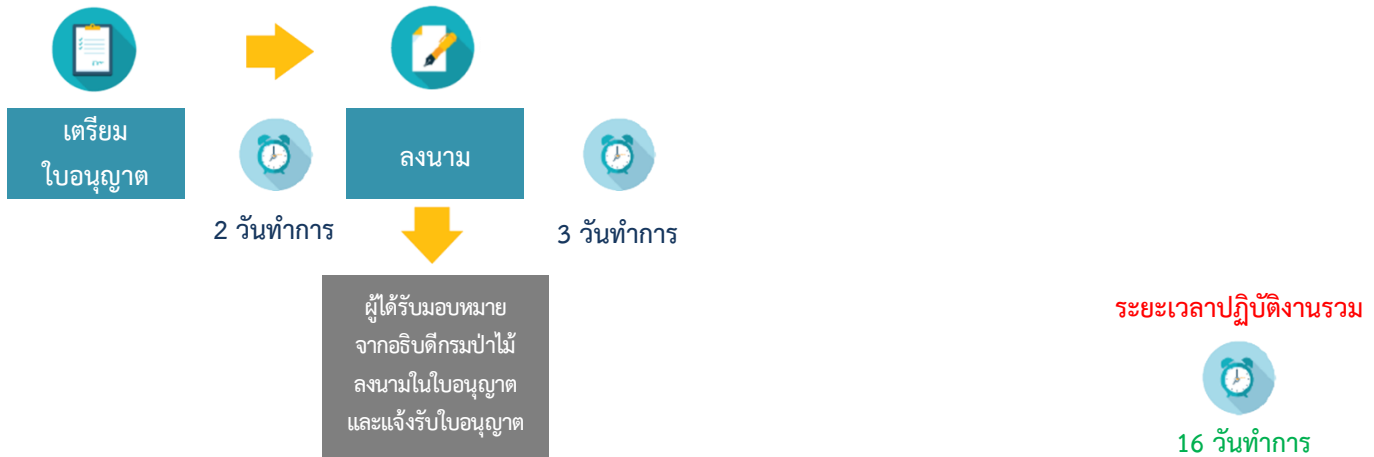 เตรียม
ใบอนุญาต
ลงนาม
2 วันทำการ
3 วันทำการ
ผู้ได้รับมอบหมาย
จากอธิบดีกรมป่าไม้
ลงนามในใบอนุญาต
และแจ้งรับใบอนุญาต
ระยะเวลาปฏิบัติงานรวม
16 วันทำการ